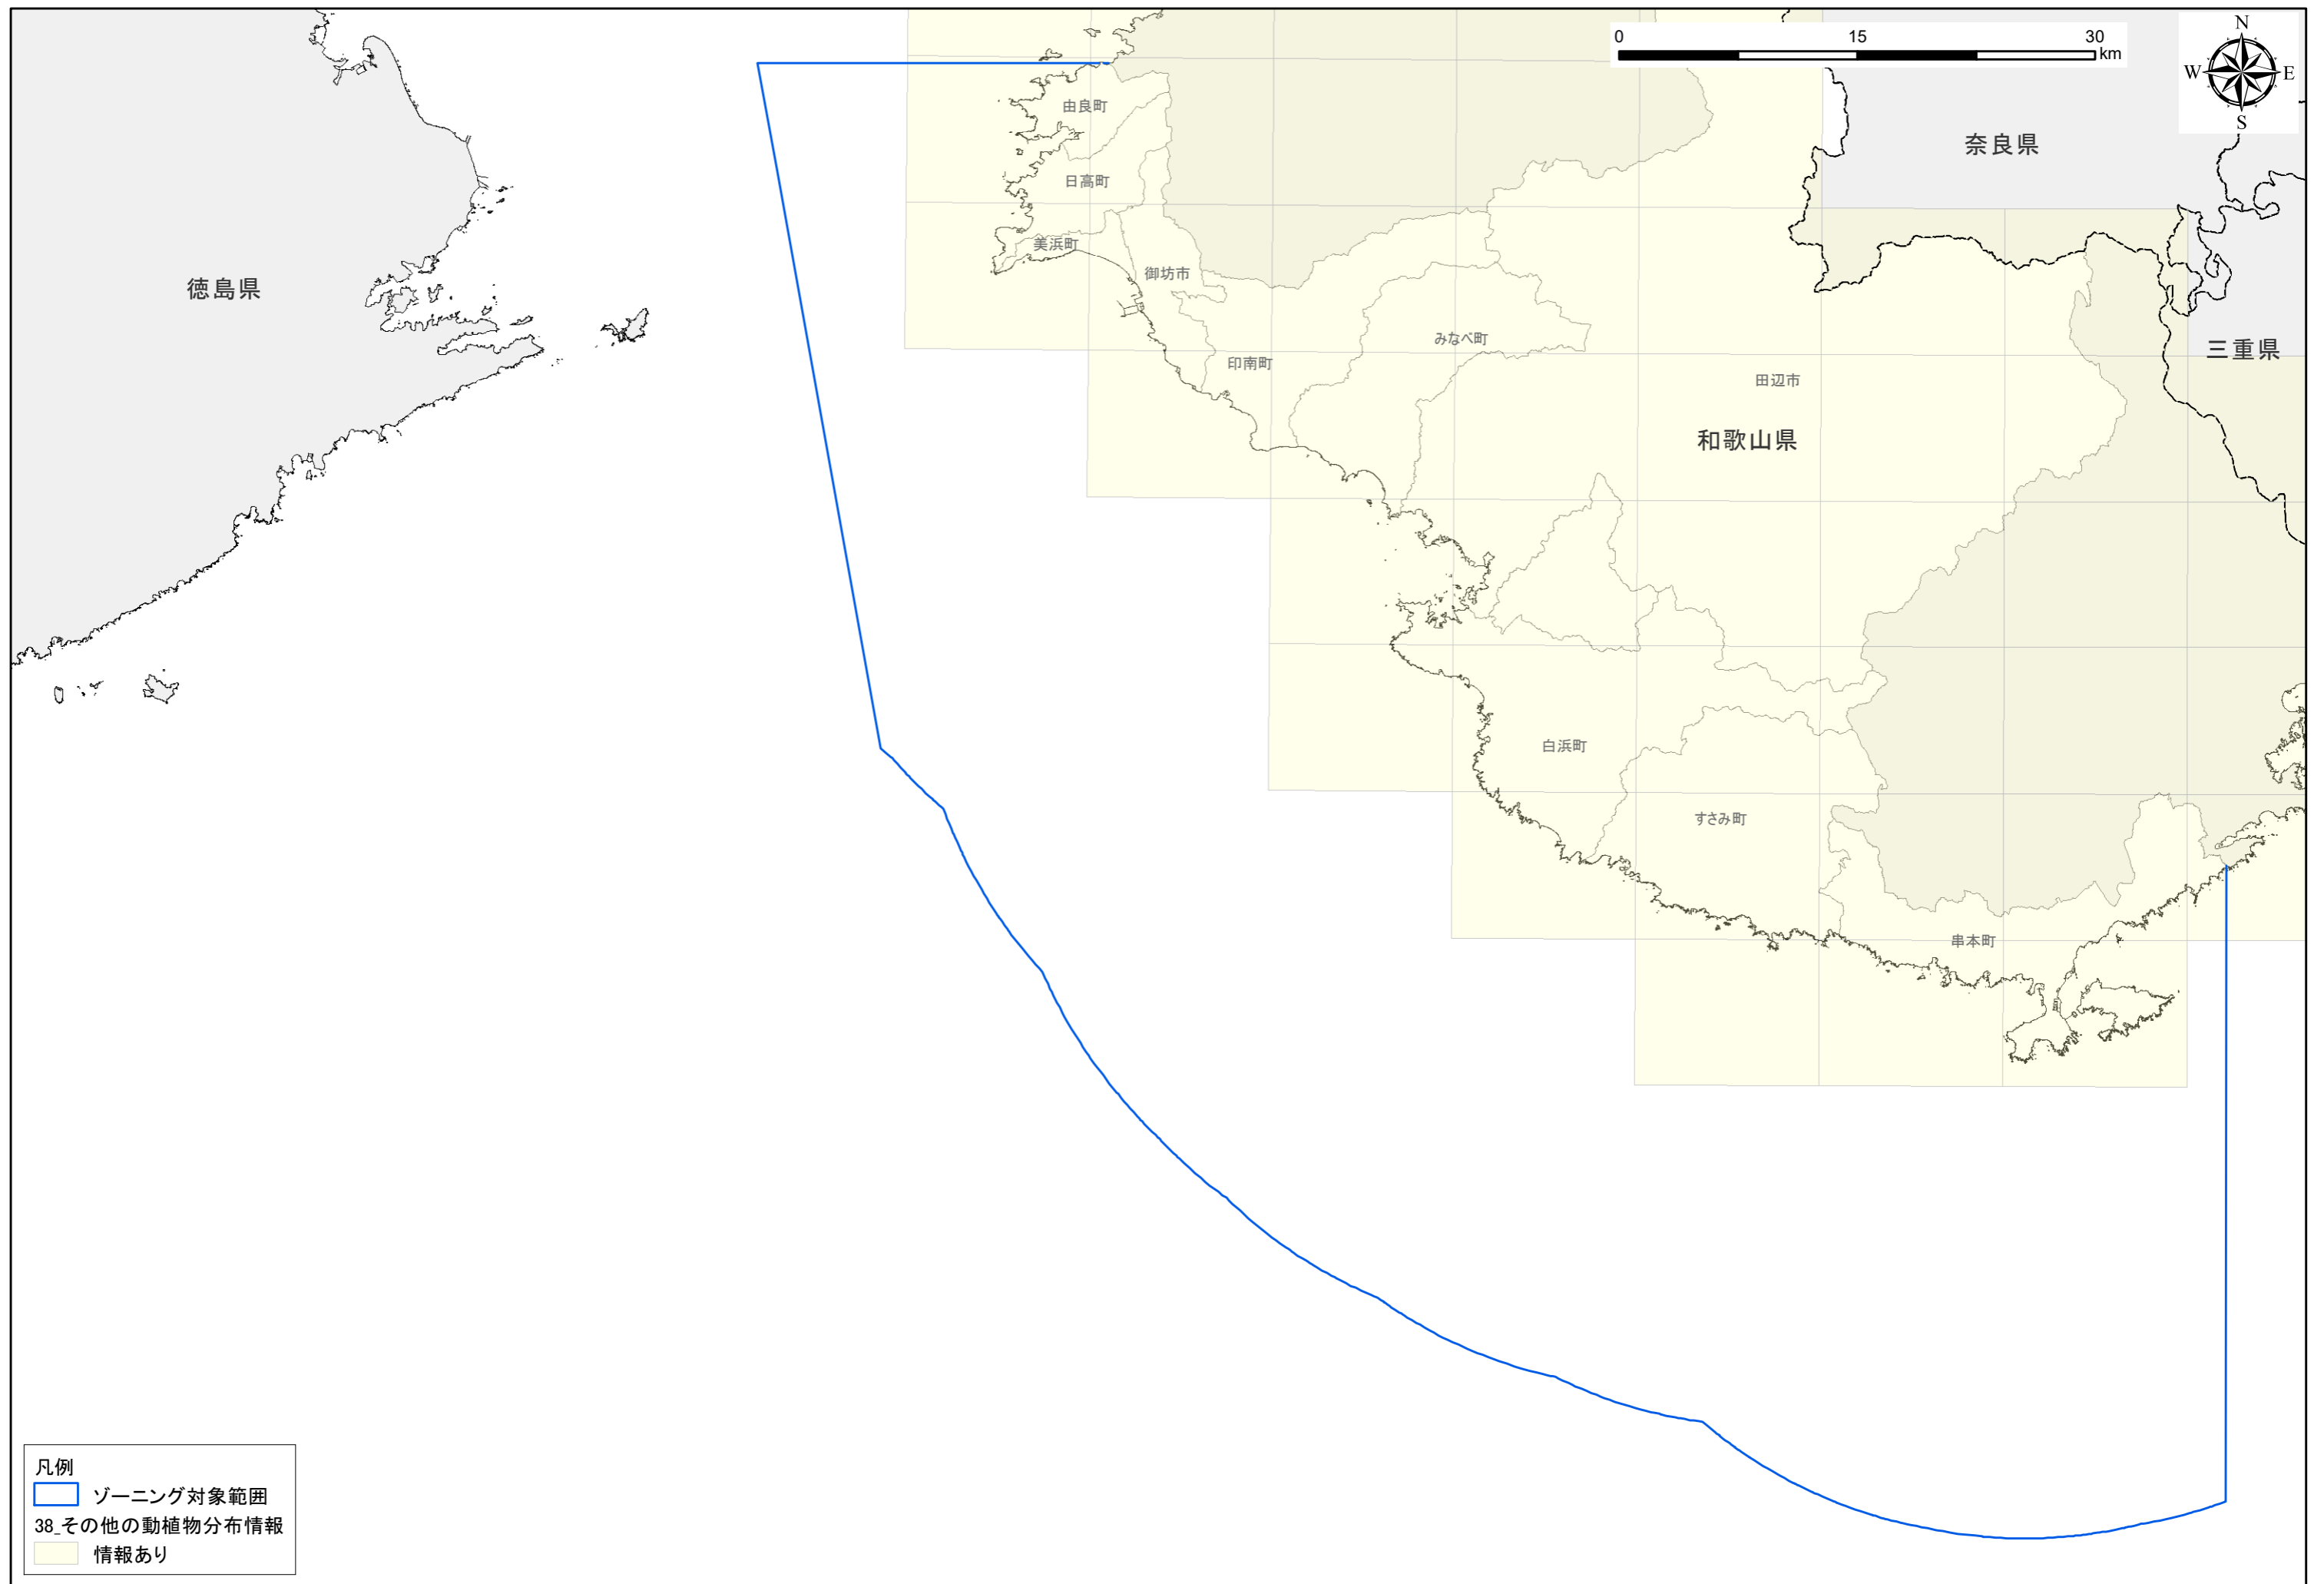 0 15 30
km
N
W E
S
由良町
奈良県
日高町
美浜町
御坊市
徳島県
みなべ町
三重県
印南町
田辺市
和歌山県
白浜町
すさみ町
串本町
凡例
ゾーニング対象範囲
38_その他の動植物分布情報
情報あり